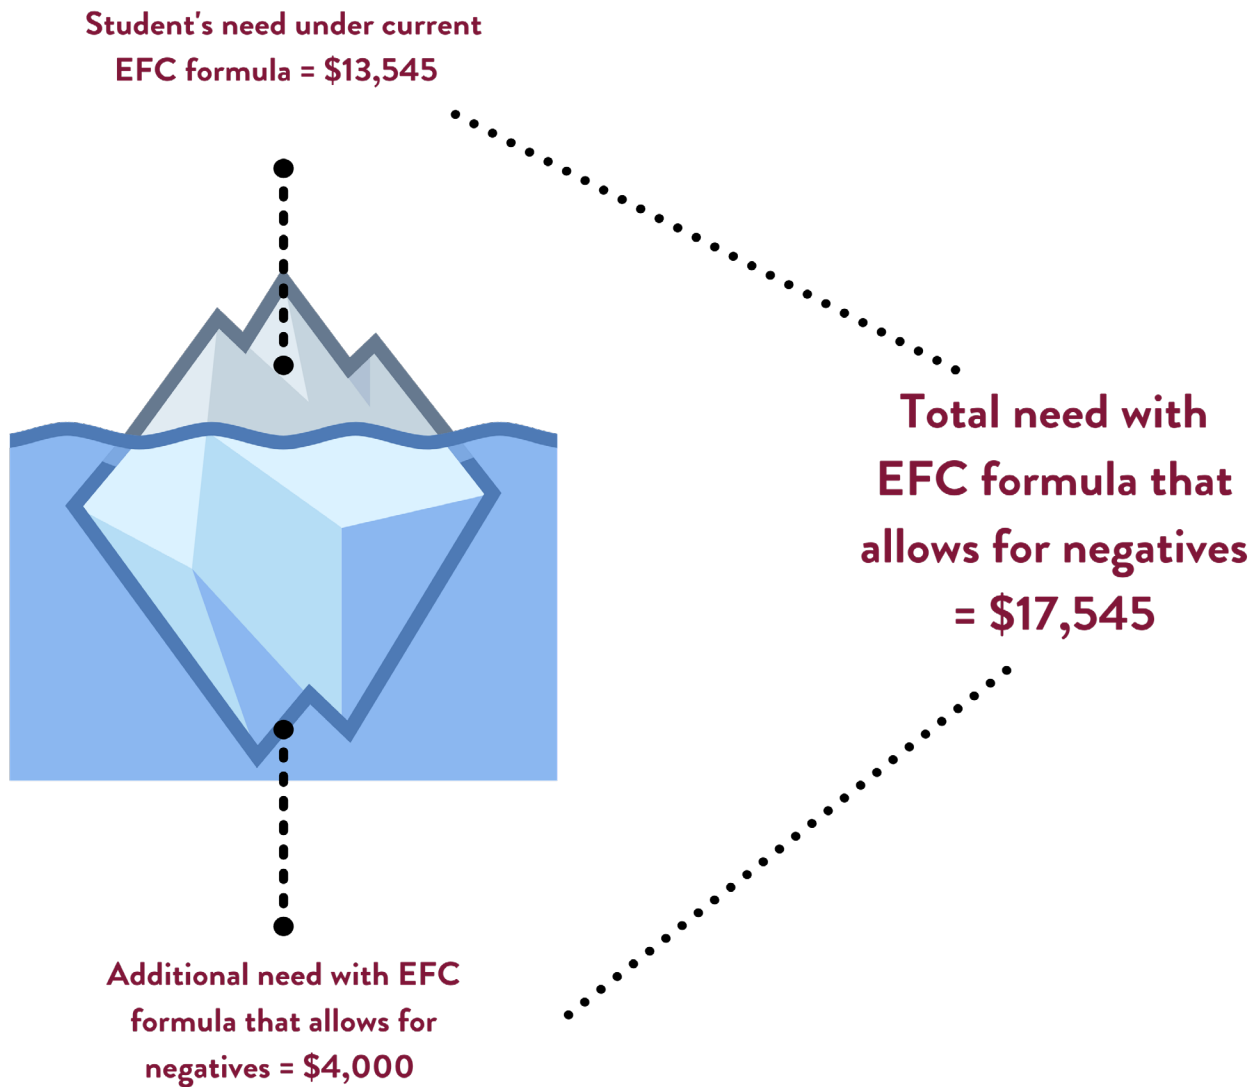 Student's need under current
EFC formula = $13,545
Total need with
EFC formula that
allows for negatives
= $17,545
Additional need with EFC
formula that allows for
negatives = $4,000